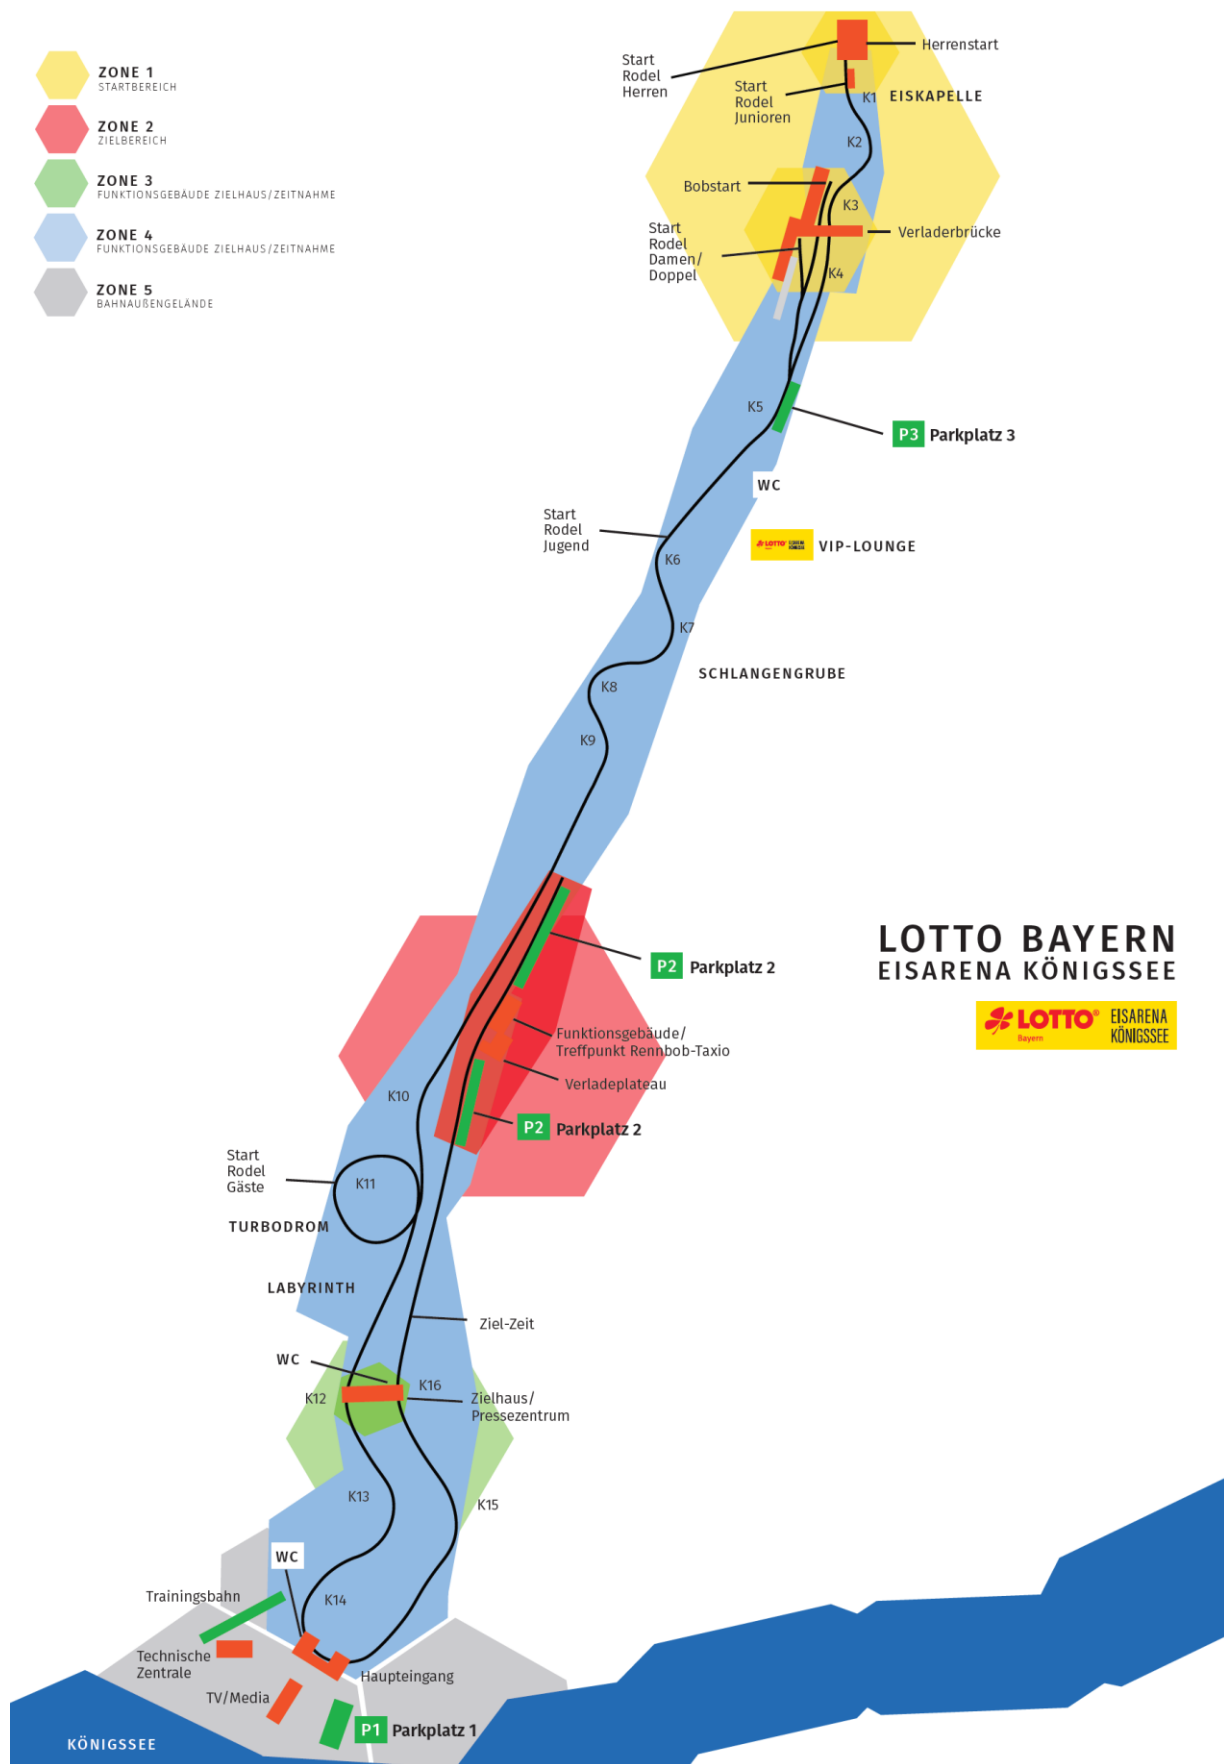 ZONE 1
STARTBEREICH
ZONE 2
ZIELBEREICH
ZONE 3
FUNKTIONSGEBÄUDE ZIELHAUS/ZEITNAHME
ZONE 4
FUNKTIONSGEBÄUDE ZIELHAUS/ZEITNAHME
ZONE 5
BAHNAUßENGELÄNDE
Start
Rodel
Herren
Herrenstart
Start
Rodel
Junioren
K1 EISKAPELLE
K2
Bobstart
K3
Start
Rodel
Damen/
Doppel
Verladerbrücke
K4
K5
P3 Parkplatz 3
WC
Start
Rodel
Jugend
LOTTO
Bayern
EISARENA
KÖNIGSSEE
VIP-LOUNGE
K6
K7
SCHLANGENGRUBE
K8
K9
LOTTO BAYERN
EISARENA KÖNIGSSEE
LOTTO®
Bayern
EISARENA
KÖNIGSSEE
P2 Parkplatz 2
Funktionsgebäude/
Treffpunkt Rennbob-Taxio
Verladeplateau
K10
P2 Parkplatz 2
Start
Rodel
Gäste
K11
TURBODROM
LABYRINTH
Ziel-Zeit
WC
K12
K16
Zielhaus/
Pressezentrum
K13
K15
WC
Trainingsbahn
K14
Technische
Zentrale
Haupteingang
TV/Media
P1 Parkplatz 1
KÖNIGSSEE